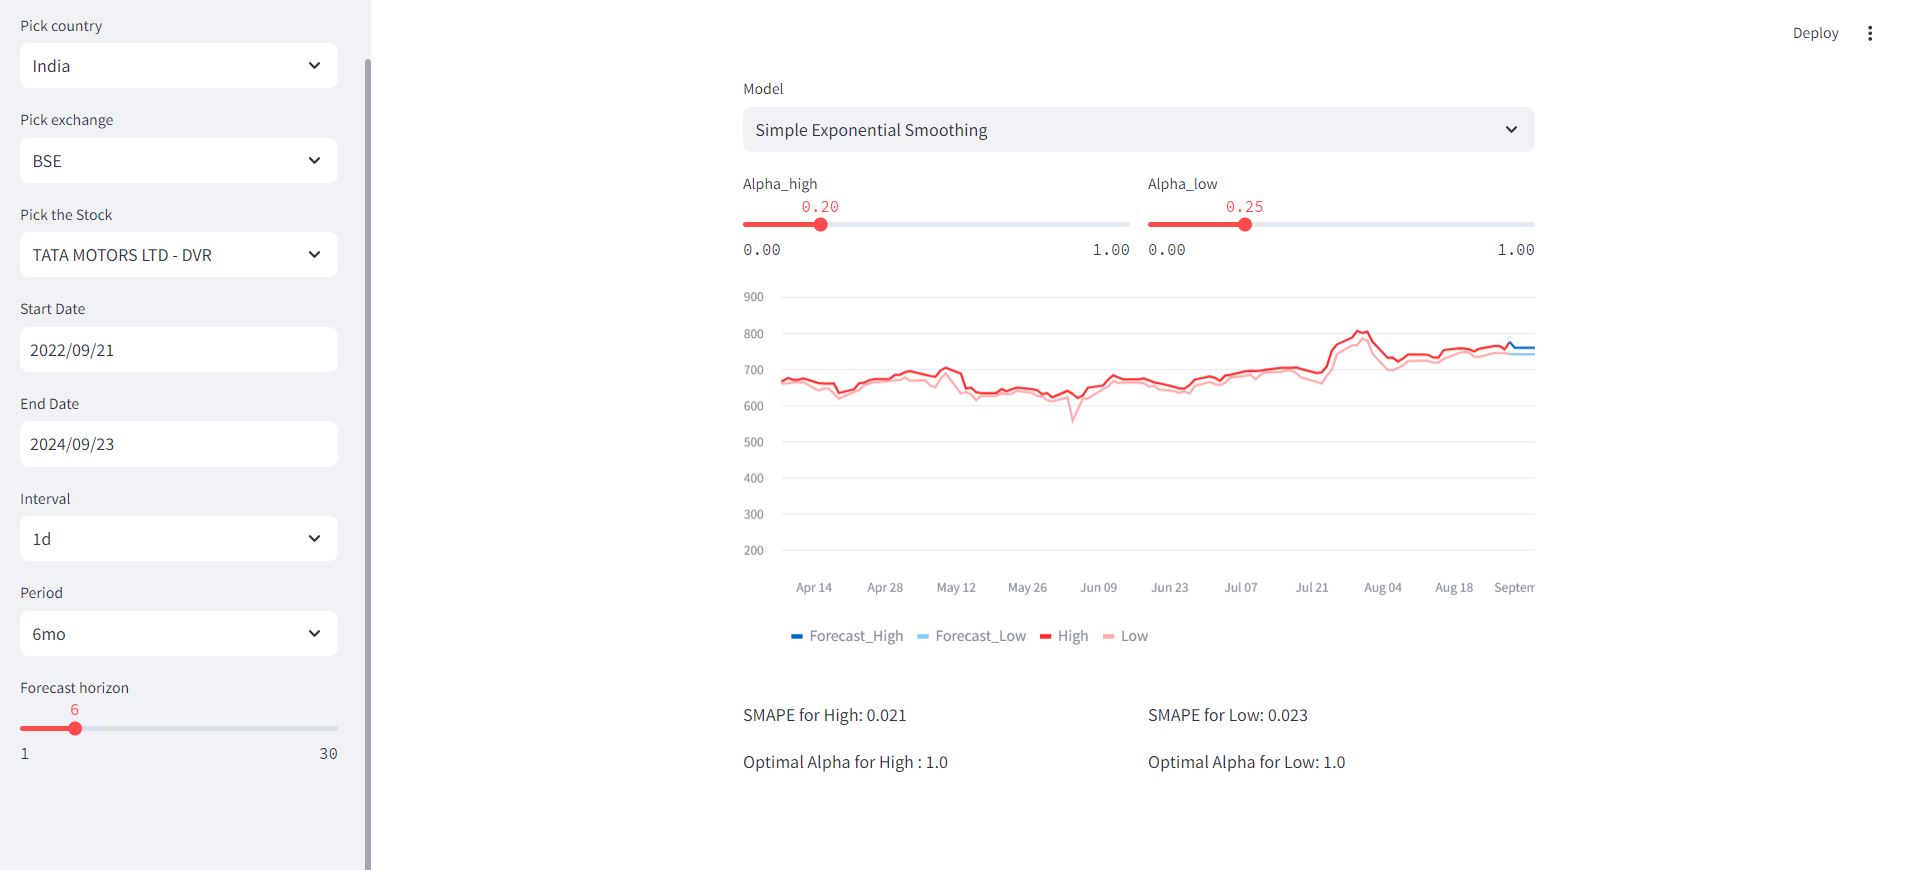 Pick country
India
Pick exchange
BSE
Pick the Stock
TATA MOTORS LTD - DVR
Start Date
2022/09/21
End Date
2024/09/23
Interval
1d
Period
6mo
Forecast horizon
6
1 30
Deploy
Model
Simple Exponential Smoothing
Alpha_high Alpha_low
0.20 0.25
0.00 1.00 0.00 1.00
900
800
700
600
500
400
300
200
Apr 14 Apr 28 May 12 May 26 Jun 09 Jun 23 Jul 07 Jul 21 Aug 04 Aug 18 Septem
Forecast_High Forecast_Low High Low
SMAPE for High: 0.021 SMAPE for Low: 0.023
Optimal Alpha for High : 1.0 Optimal Alpha for Low: 1.0